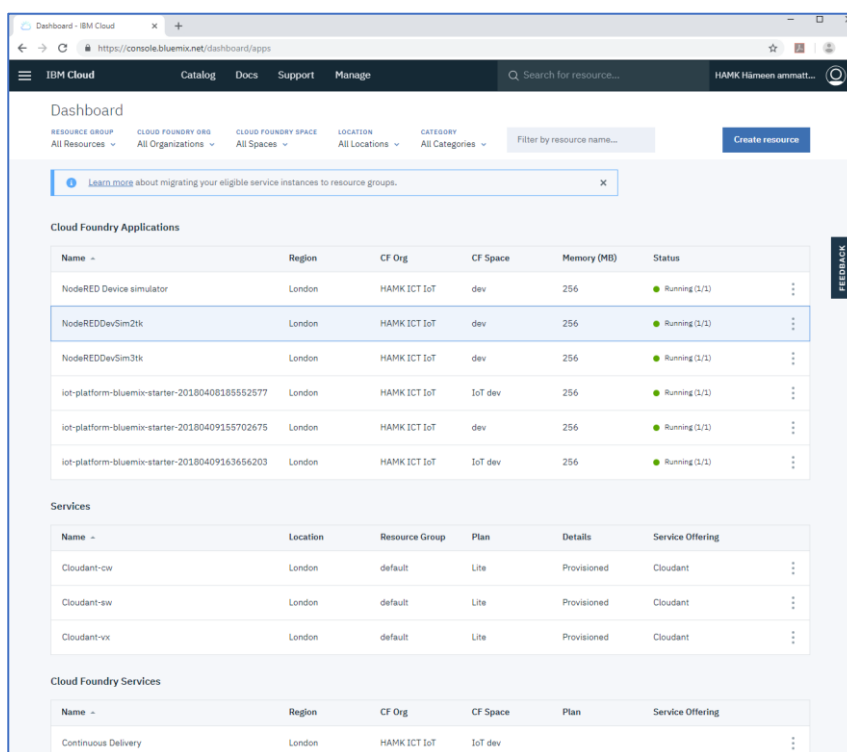 Dashboard - IBM Cloud
https://console.bluemix.net/dashboard/apps
IBM Cloud Catalog Docs Support Manage Search for resource... HAMK Hämeen ammatt...
Dashboard
RESOURCE GROUP CLOUD FOUNDRY ORG CLOUD FOUNDRY SPACE LOCATION CATEGORY
All Resources All Organizations All Spaces All Locations All Categories Filter by resource name... Create resource
Learn more about migrating your eligible service instances to resource groups.
FEEDBACK
Cloud Foundry Applications
Name Region CF Org CF Space Memory (MB) Status
NodeRED Device simulator London HAMK ICT IoT dev 256 Running (1/1)
NodeREDDevSim2tk London HAMK ICT IoT dev 256 Running (1/1)
NodeREDDevSim3tk London HAMK ICT IoT dev 256 Running (1/1)
iot-platform-bluemix-starter-20180408185552577 London HAMK ICT IoT IoT dev 256 Running (1/1)
iot-platform-bluemix-starter-20180409155702675 London HAMK ICT IoT dev 256 Running (1/1)
iot-platform-bluemix-starter-20180409163656203 London HAMK ICT IoT IoT dev 256 Running (1/1)
Services
Name Location Resource Group Plan Details Service Offering
Cloudant-cw London default Lite Provisioned Cloudant
Cloudant-sw London default Lite Provisioned Cloudant
Cloudant-vx London default Lite Provisioned Cloudant
Cloud Foundry Services
Name Region CF Org CF Space Plan Service Offering
Continuous Delivery London HAMK ICT IoT IoT dev